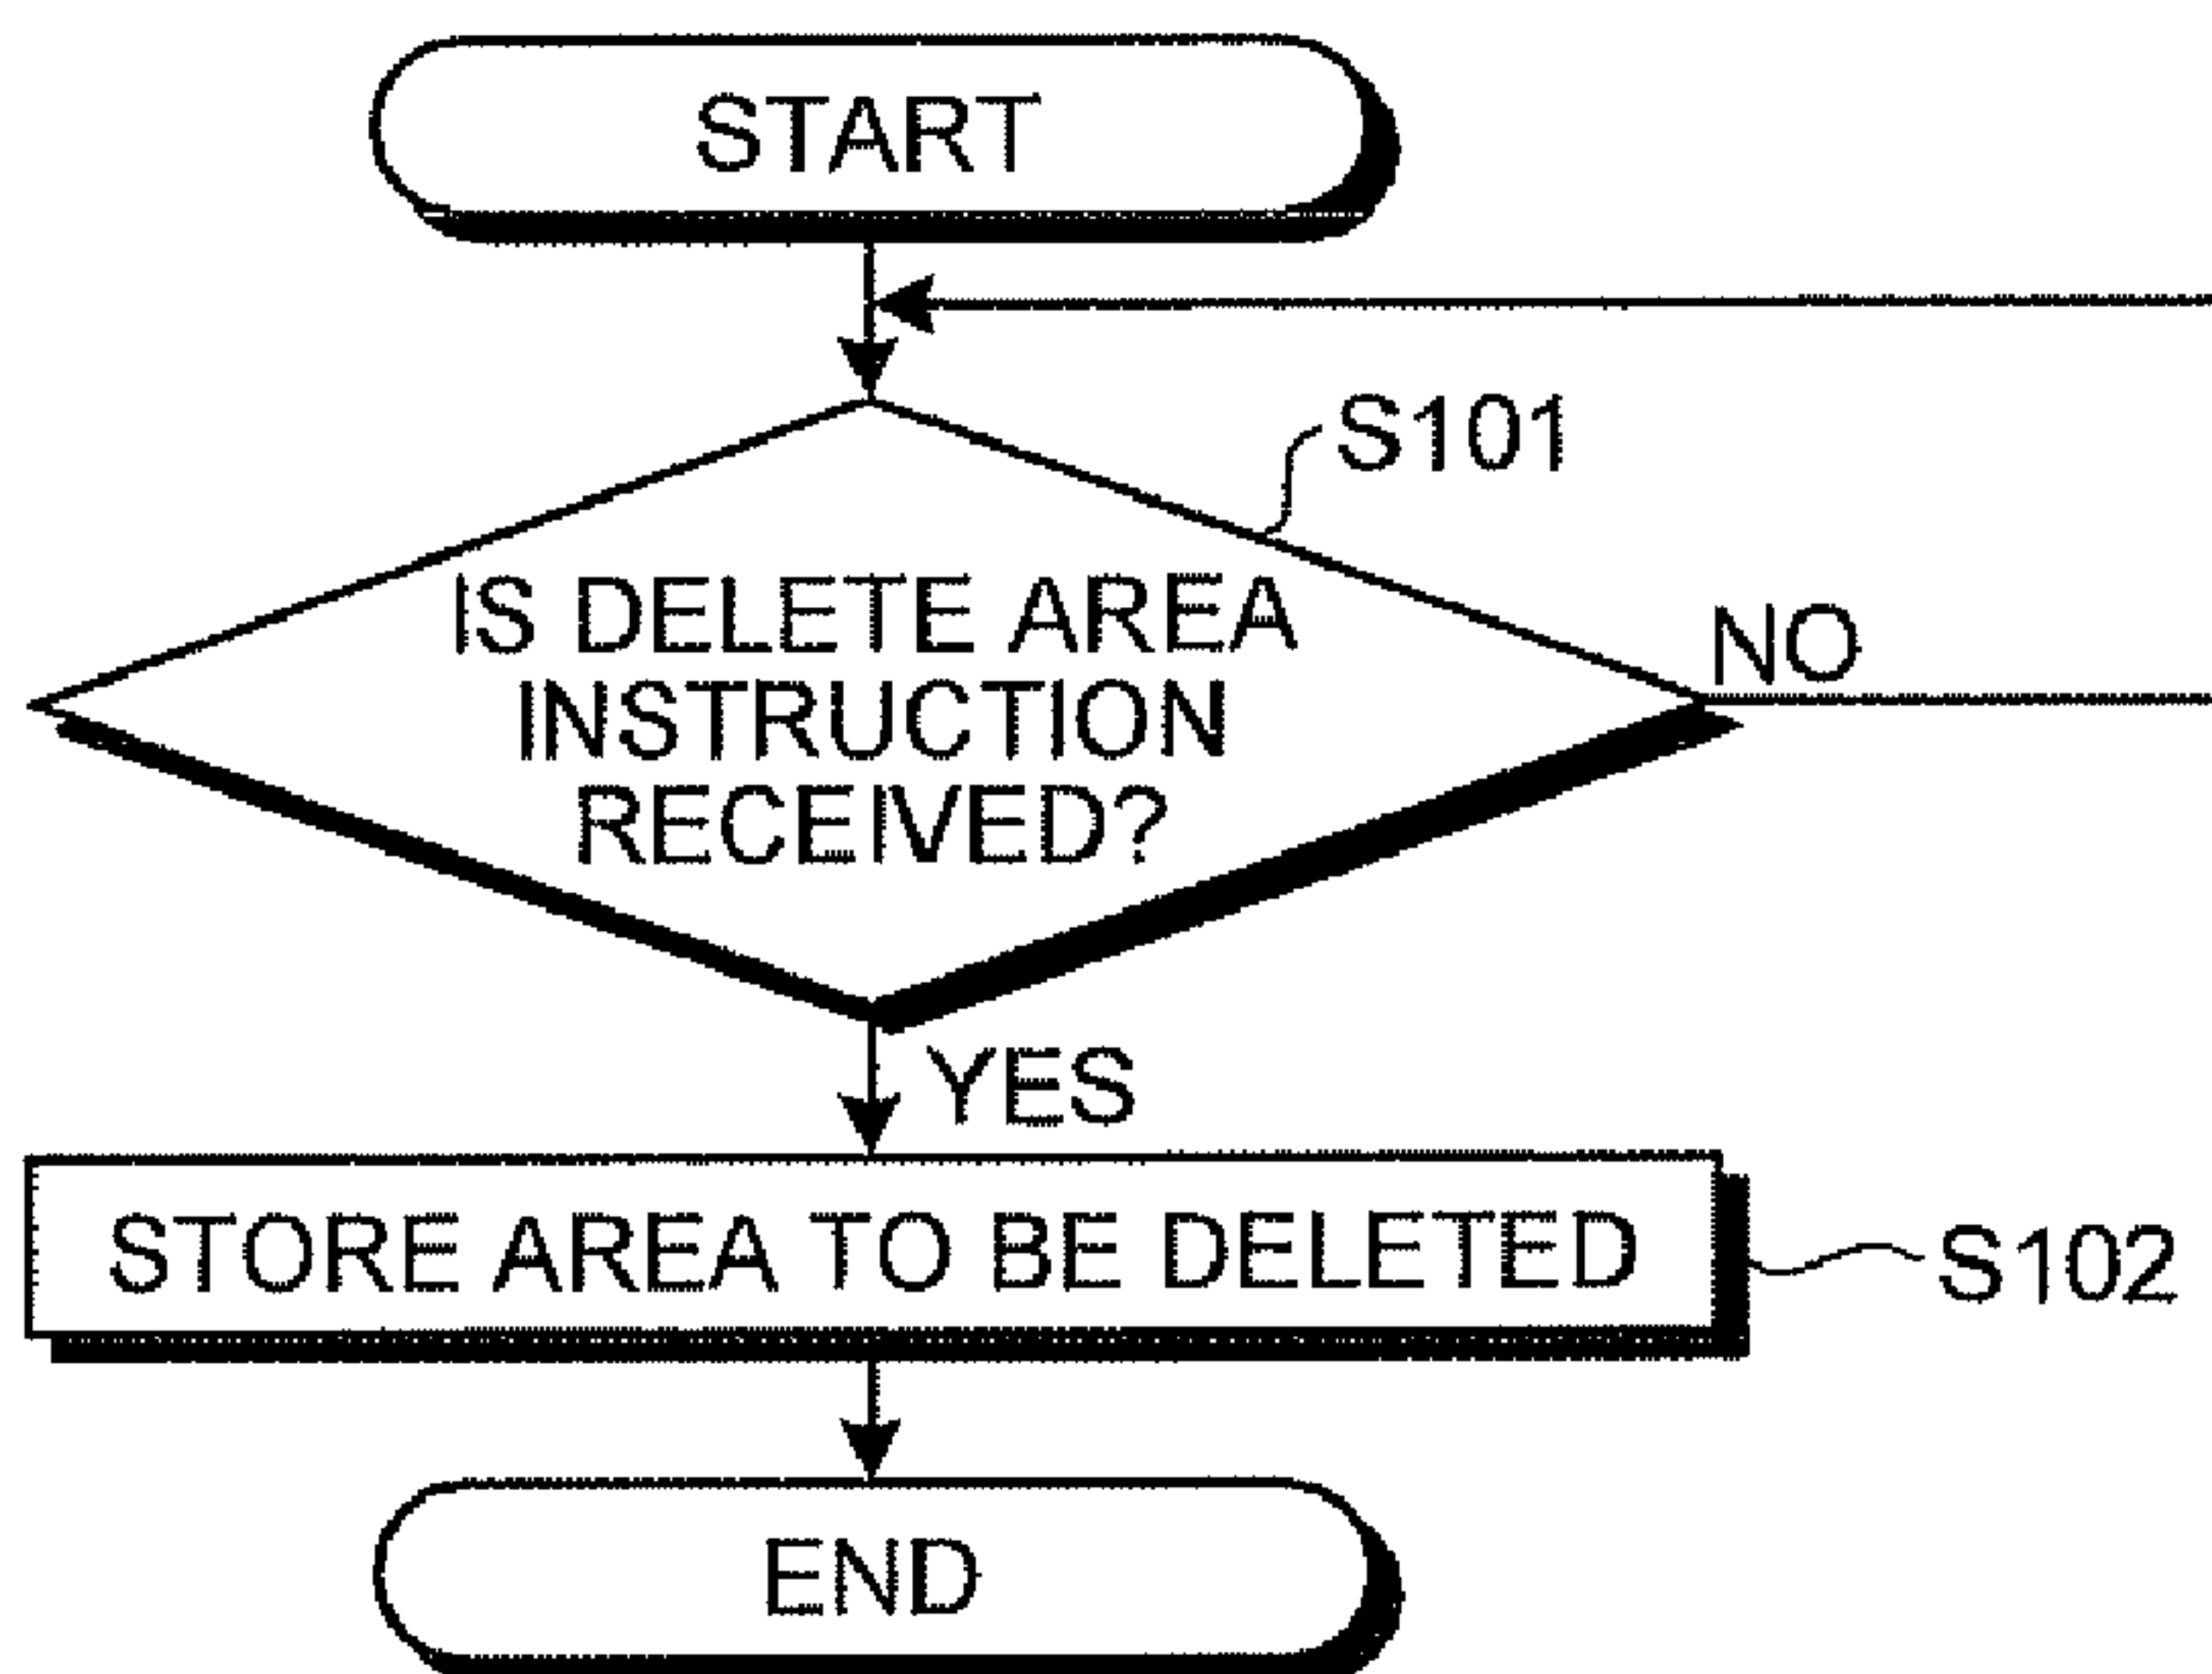 START
S101
IS DELETE AREA
INSTRUCTION
RECEIVED?
NO
YES
STORE AREA TO BE DELETED
S102
END